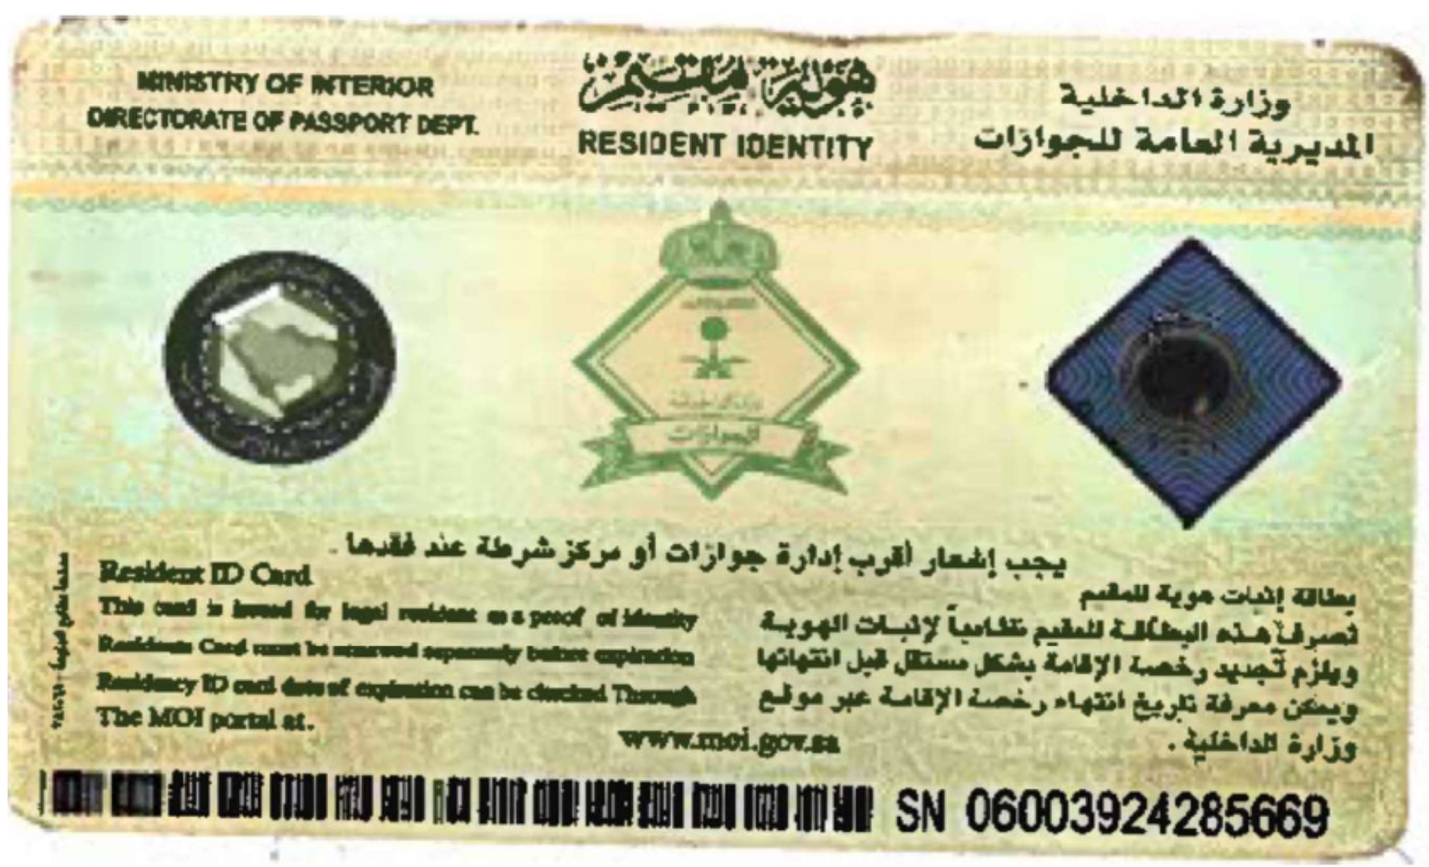 MINISTRY OF INTERIOR
DIRECTORATE OF PASSPORT DEPT.
هوية مقيم
RESIDENT IDENTITY
وزارة الداخلية
المديرية العامة للجوازات
وزارة الداخلية
الجوازات
يجب إشعار أقرب إدارة جوازات أو مركز شرطة عند فقدها .
Resident ID Card
This card is issued for legal resident as a proof of identity
Residents Card must be renewed separately before expiration
Residency ID card date of expiration can be checked Through
The MOI portal at.
www.moi.gov.sa
بطاقة إثبات هوية للمقيم
تصرف هذه البطاقة للمقيم نظامياً لإثبات الهوية
ويلزم تجديد رخصة الإقامة بشكل مستقل قبل انتهائها
ويمكن معرفة تاريخ انتهاء رخصة الإقامة عبر موقع
وزارة الداخلية .
SN 06003924285669